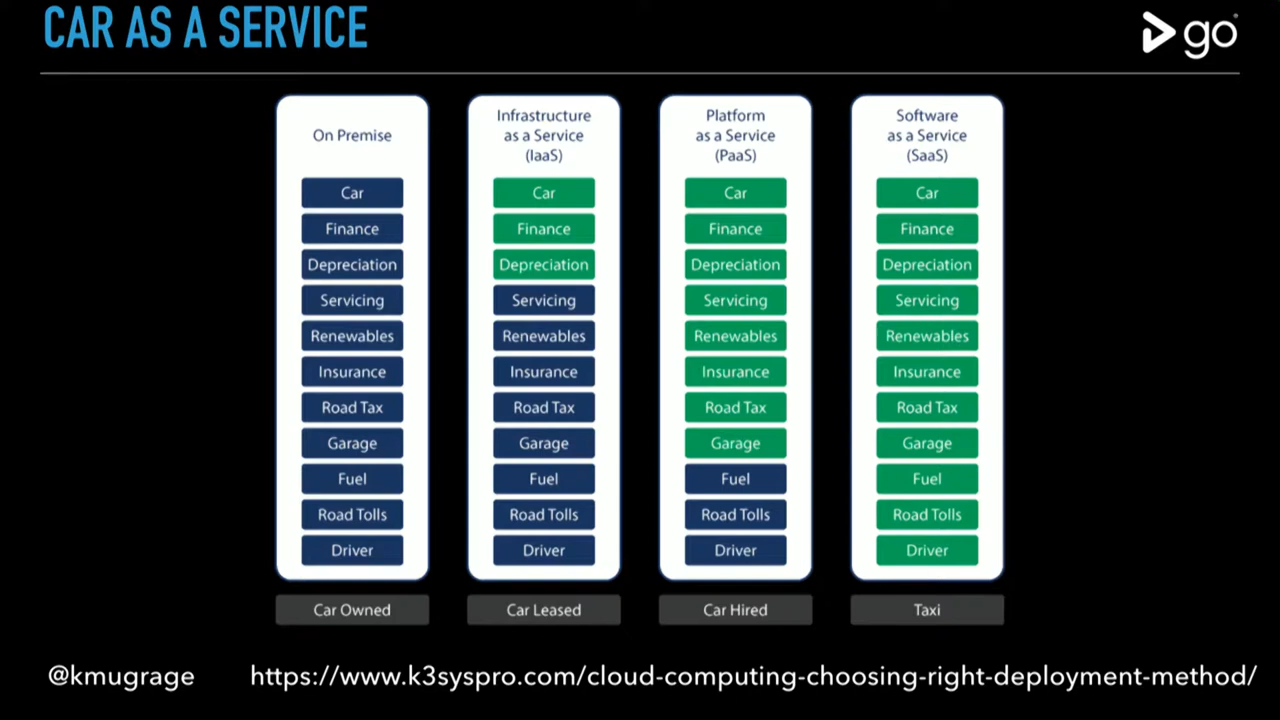 CAR AS A SERVICE
go
On Premise
Car
Finance
Depreciation
Servicing
Renewables
Insurance
Road Tax
Garage
Fuel
Road Tolls
Driver
Car Owned
Infrastructure
as a Service
(IaaS)
Car
Finance
Depreciation
Servicing
Renewables
Insurance
Road Tax
Garage
Fuel
Road Tolls
Driver
Car Leased
Platform
as a Service
(PaaS)
Car
Finance
Depreciation
Servicing
Renewables
Insurance
Road Tax
Garage
Fuel
Road Tolls
Driver
Car Hired
Software
as a Service
(SaaS)
Car
Finance
Depreciation
Servicing
Renewables
Insurance
Road Tax
Garage
Fuel
Road Tolls
Driver
Taxi
@kmugrage
https://www.k3syspro.com/cloud-computing-choosing-right-deployment-method/